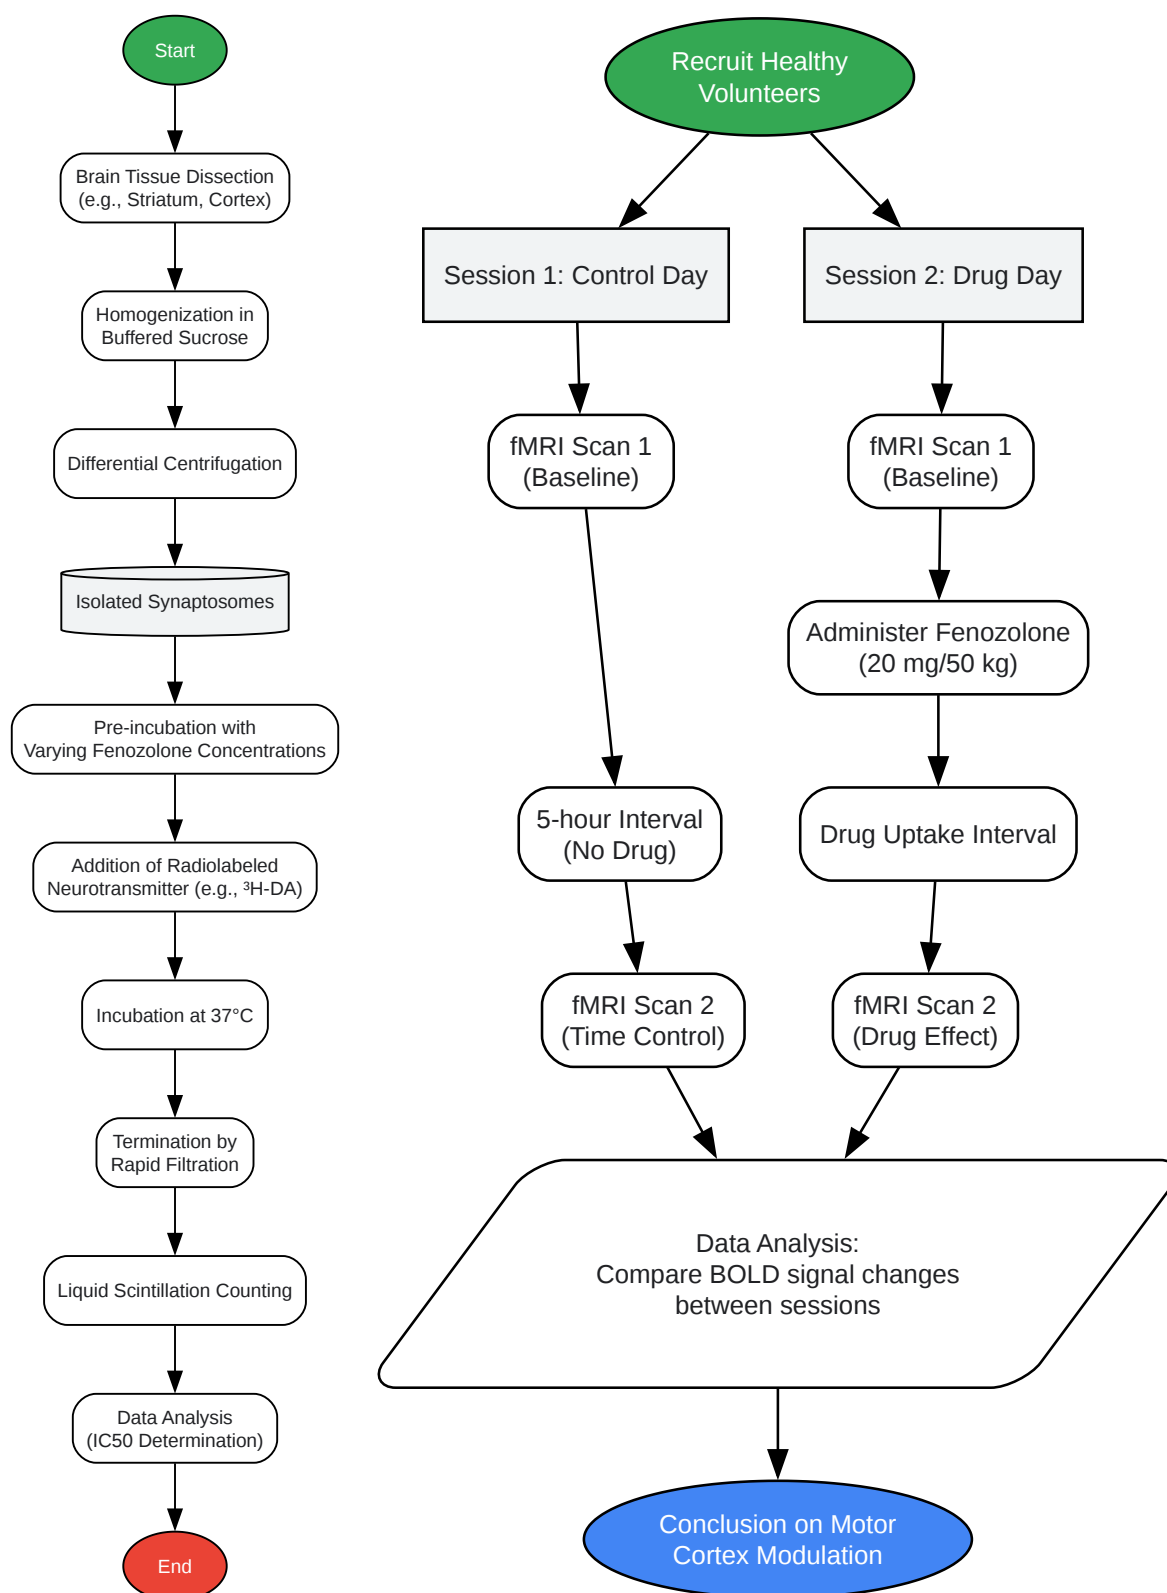 Start
Brain Tissue Dissection
(e.g., Striatum, Cortex)
Homogenization in
Buffered Sucrose
Differential Centrifugation
Isolated Synaptosomes
Pre-incubation with
Varying Fenozolone Concentrations
Addition of Radiolabeled
Neurotransmitter (e.g., ³H-DA)
Incubation at 37°C
Termination by
Rapid Filtration
Liquid Scintillation Counting
Data Analysis
(IC50 Determination)
End
Recruit Healthy
Volunteers
Session 1: Control Day
fMRI Scan 1
(Baseline)
5-hour Interval
(No Drug)
fMRI Scan 2
(Time Control)
Session 2: Drug Day
fMRI Scan 1
(Baseline)
Administer Fenozolone
(20 mg/50 kg)
Drug Uptake Interval
fMRI Scan 2
(Drug Effect)
Data Analysis:
Compare BOLD signal changes
between sessions
Conclusion on Motor
Cortex Modulation